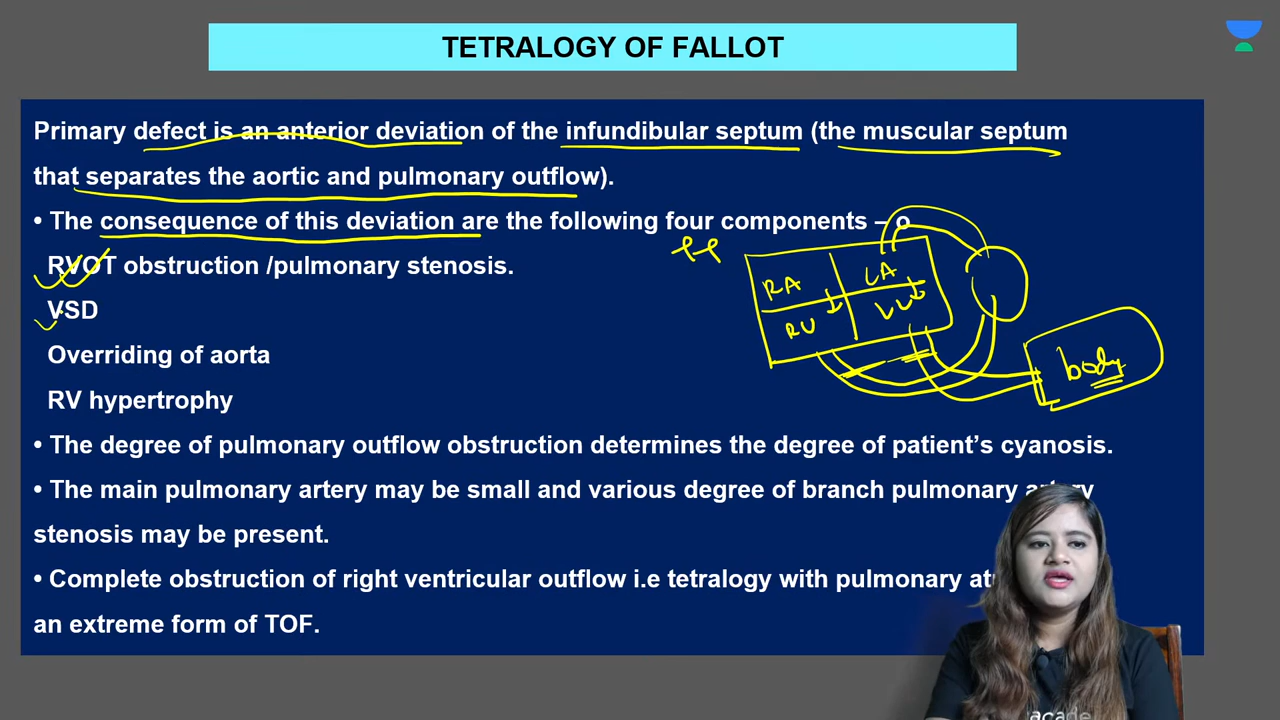 TETRALOGY OF FALLOT
Primary defect is an anterior deviation of the infundibular septum (the muscular septum
that separates the aortic and pulmonary outflow).
• The consequence of this deviation are the following four components – o
RVOT obstruction /pulmonary stenosis.
VSD
Overriding of aorta
RV hypertrophy
RA
LA
RV
body
• The degree of pulmonary outflow obstruction determines the degree of patient's cyanosis.
• The main pulmonary artery may be small and various degree of branch pulmonary artery
stenosis may be present.
• Complete obstruction of right ventricular outflow i.e tetralogy with pulmonary
an extreme form of TOF.